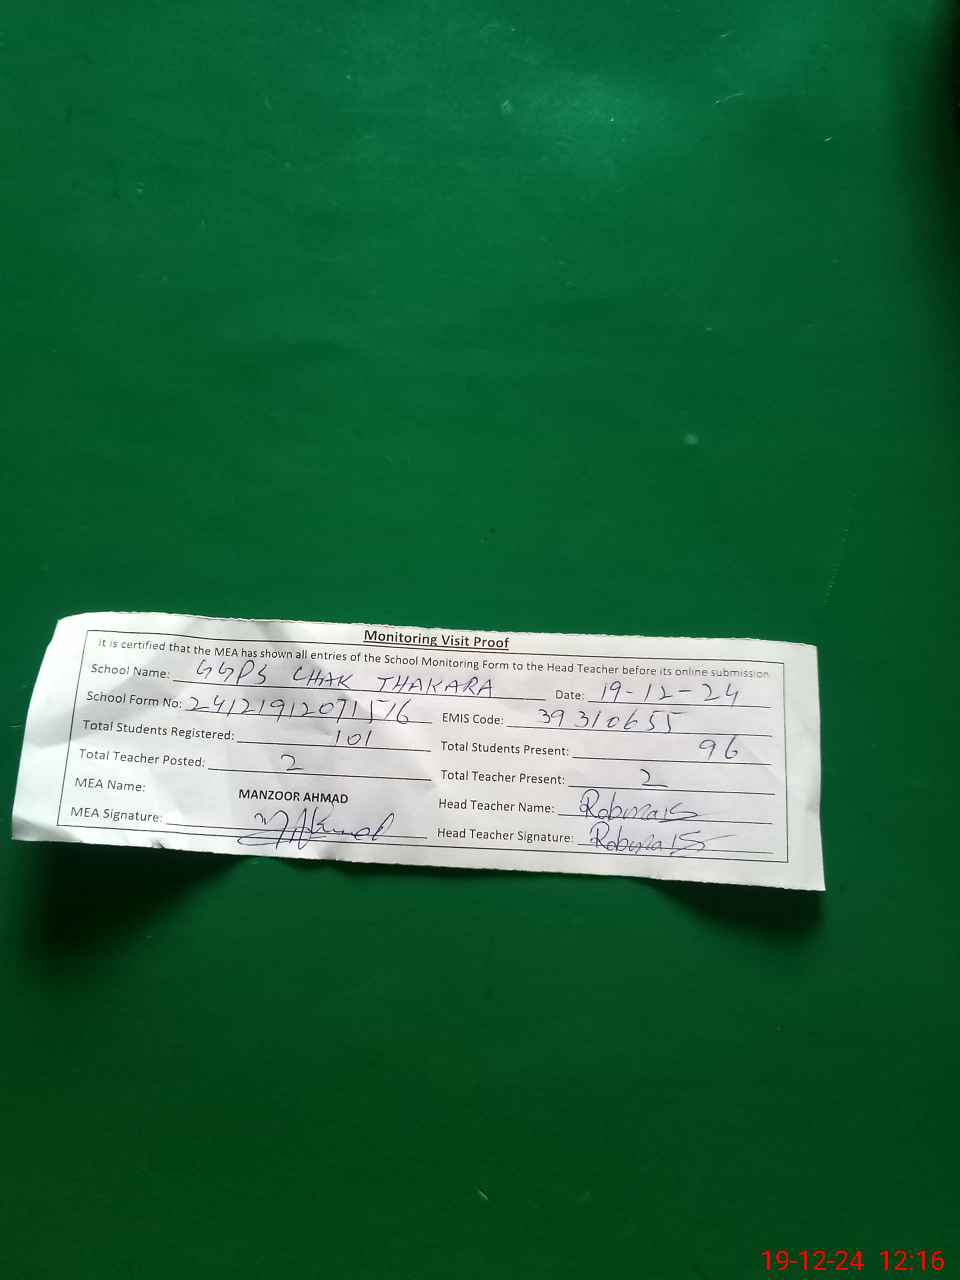 Monitoring Visit Proof
It is certified that the MEA has shown all entries of the School Monitoring Form to the Head Teacher before its online submission
School Name: GGPS CHAK THAKARA Date: 19-12-24
School Form No: 24121912071516 EMIS Code: 39310655
Total Students Registered: 101 Total Students Present: 96
Total Teacher Posted: 2 Total Teacher Present: 2
MEA Name: MANZOOR AHMAD Head Teacher Name:
MEA Signature: Head Teacher Signature:
19-12-24 12:16